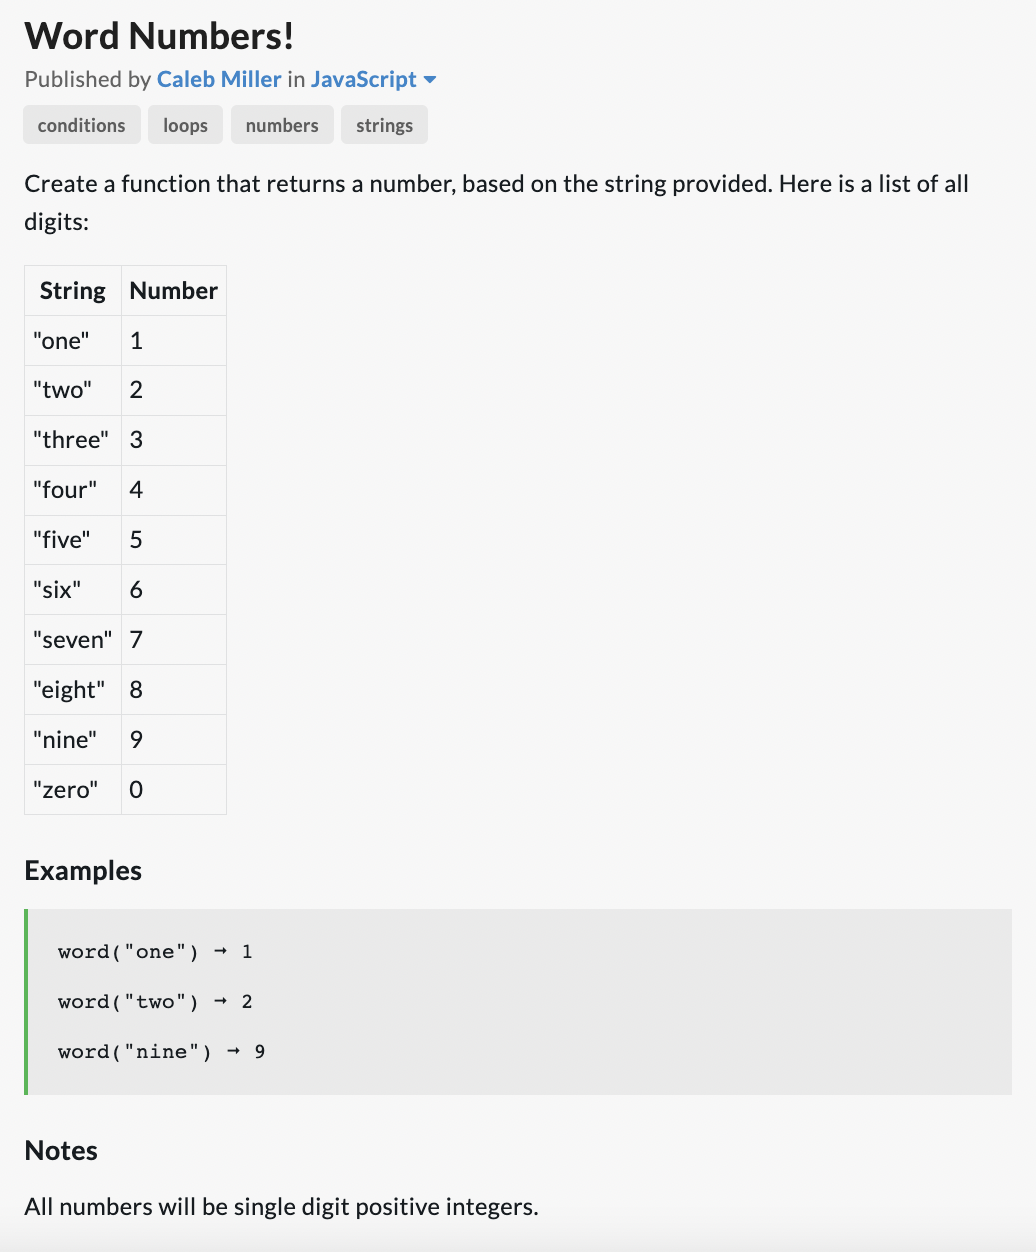 Word Numbers!
Published by Caleb Miller in JavaScript
conditions loops numbers strings
Create a function that returns a number, based on the string provided. Here is a list of all
digits:
String Number
"one" 1
"two" 2
"three" 3
"four" 4
"five" 5
"six" 6
"seven" 7
"eight" 8
"nine" 9
"zero" 0
Examples
word("one") → 1
word("two") → 2
word("nine") → 9
Notes
All numbers will be single digit positive integers.